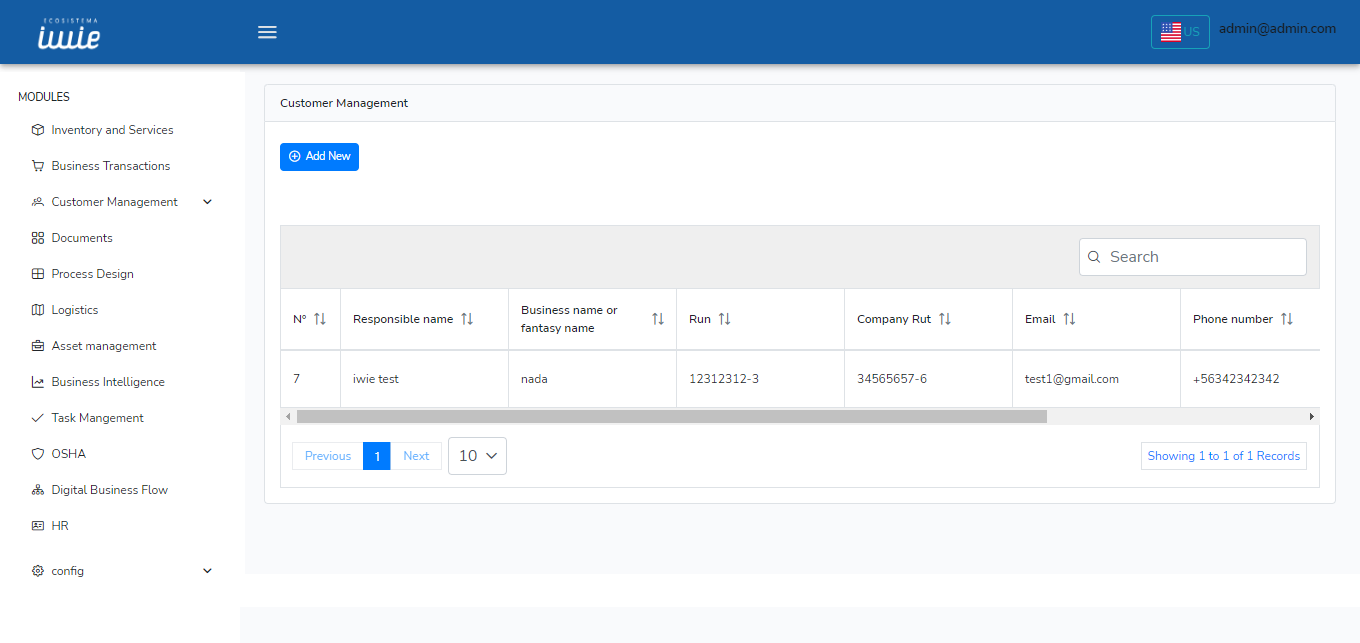 ECOSISTEMA
iwie
US
admin@admin.com
MODULES
Inventory and Services
Business Transactions
Customer Management
Documents
Process Design
Logistics
Asset management
Business Intelligence
Task Mangement
OSHA
Digital Business Flow
HR
config
Customer Management
Add New
Search
N° Responsible name Business name or fantasy name Run Company Rut Email Phone number
7 iwie test nada 12312312-3 34565657-6 test1@gmail.com +56342342342
Previous 1 Next 10 Showing 1 to 1 of 1 Records